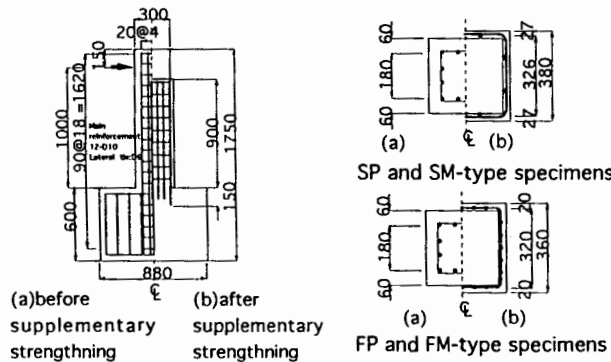 300
20@4
150
1000
90@18=1620
Main
reinforcement
12-D10
Lateral
900
1750
150
600
880
℄
(a)before
supplementary
strengthning
(b)after
supplementary
strengthning
60
180
60
27
326
380
27
(a)
℄
(b)
SP and SM-type specimens
60
180
60
20
320
360
20
(a)
℄
(b)
FP and FM-type specimens